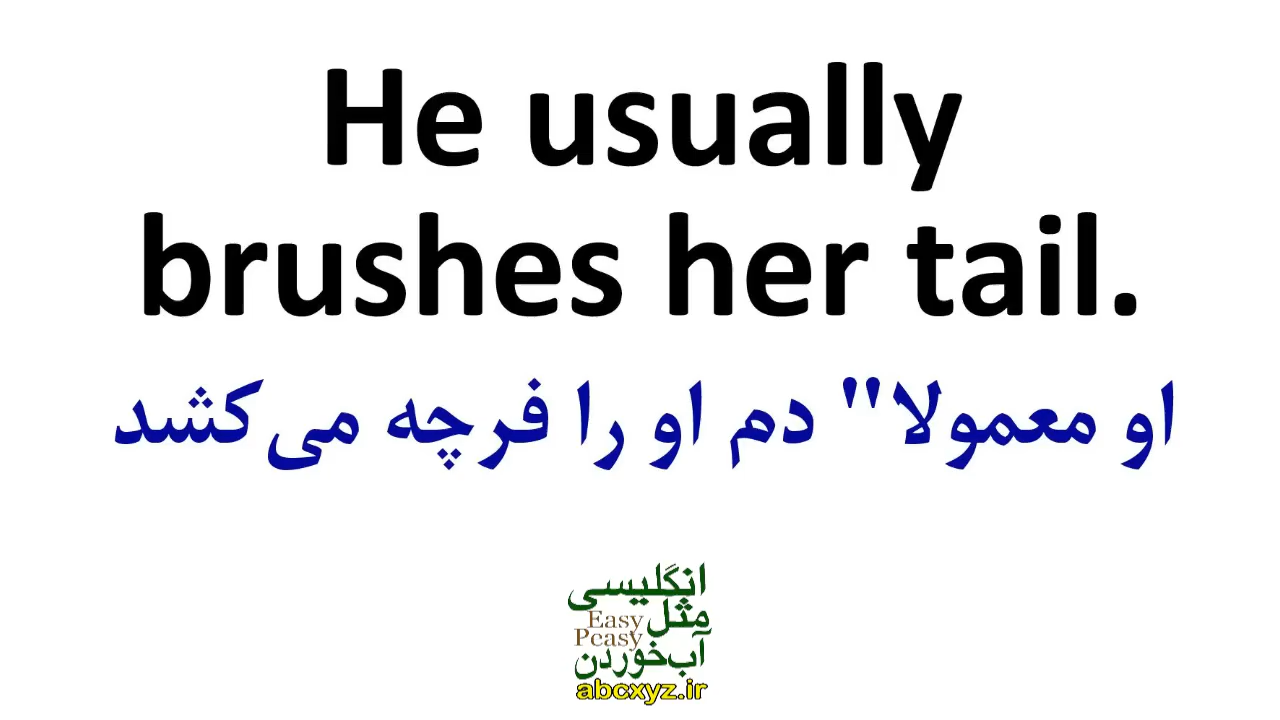 He usually
brushes her tail.
او معمولا" دم او را فرچه می‌کشد
انگلیسی
مثل
Easy
Peasy
آب‌خوردن
abcxyz.ir